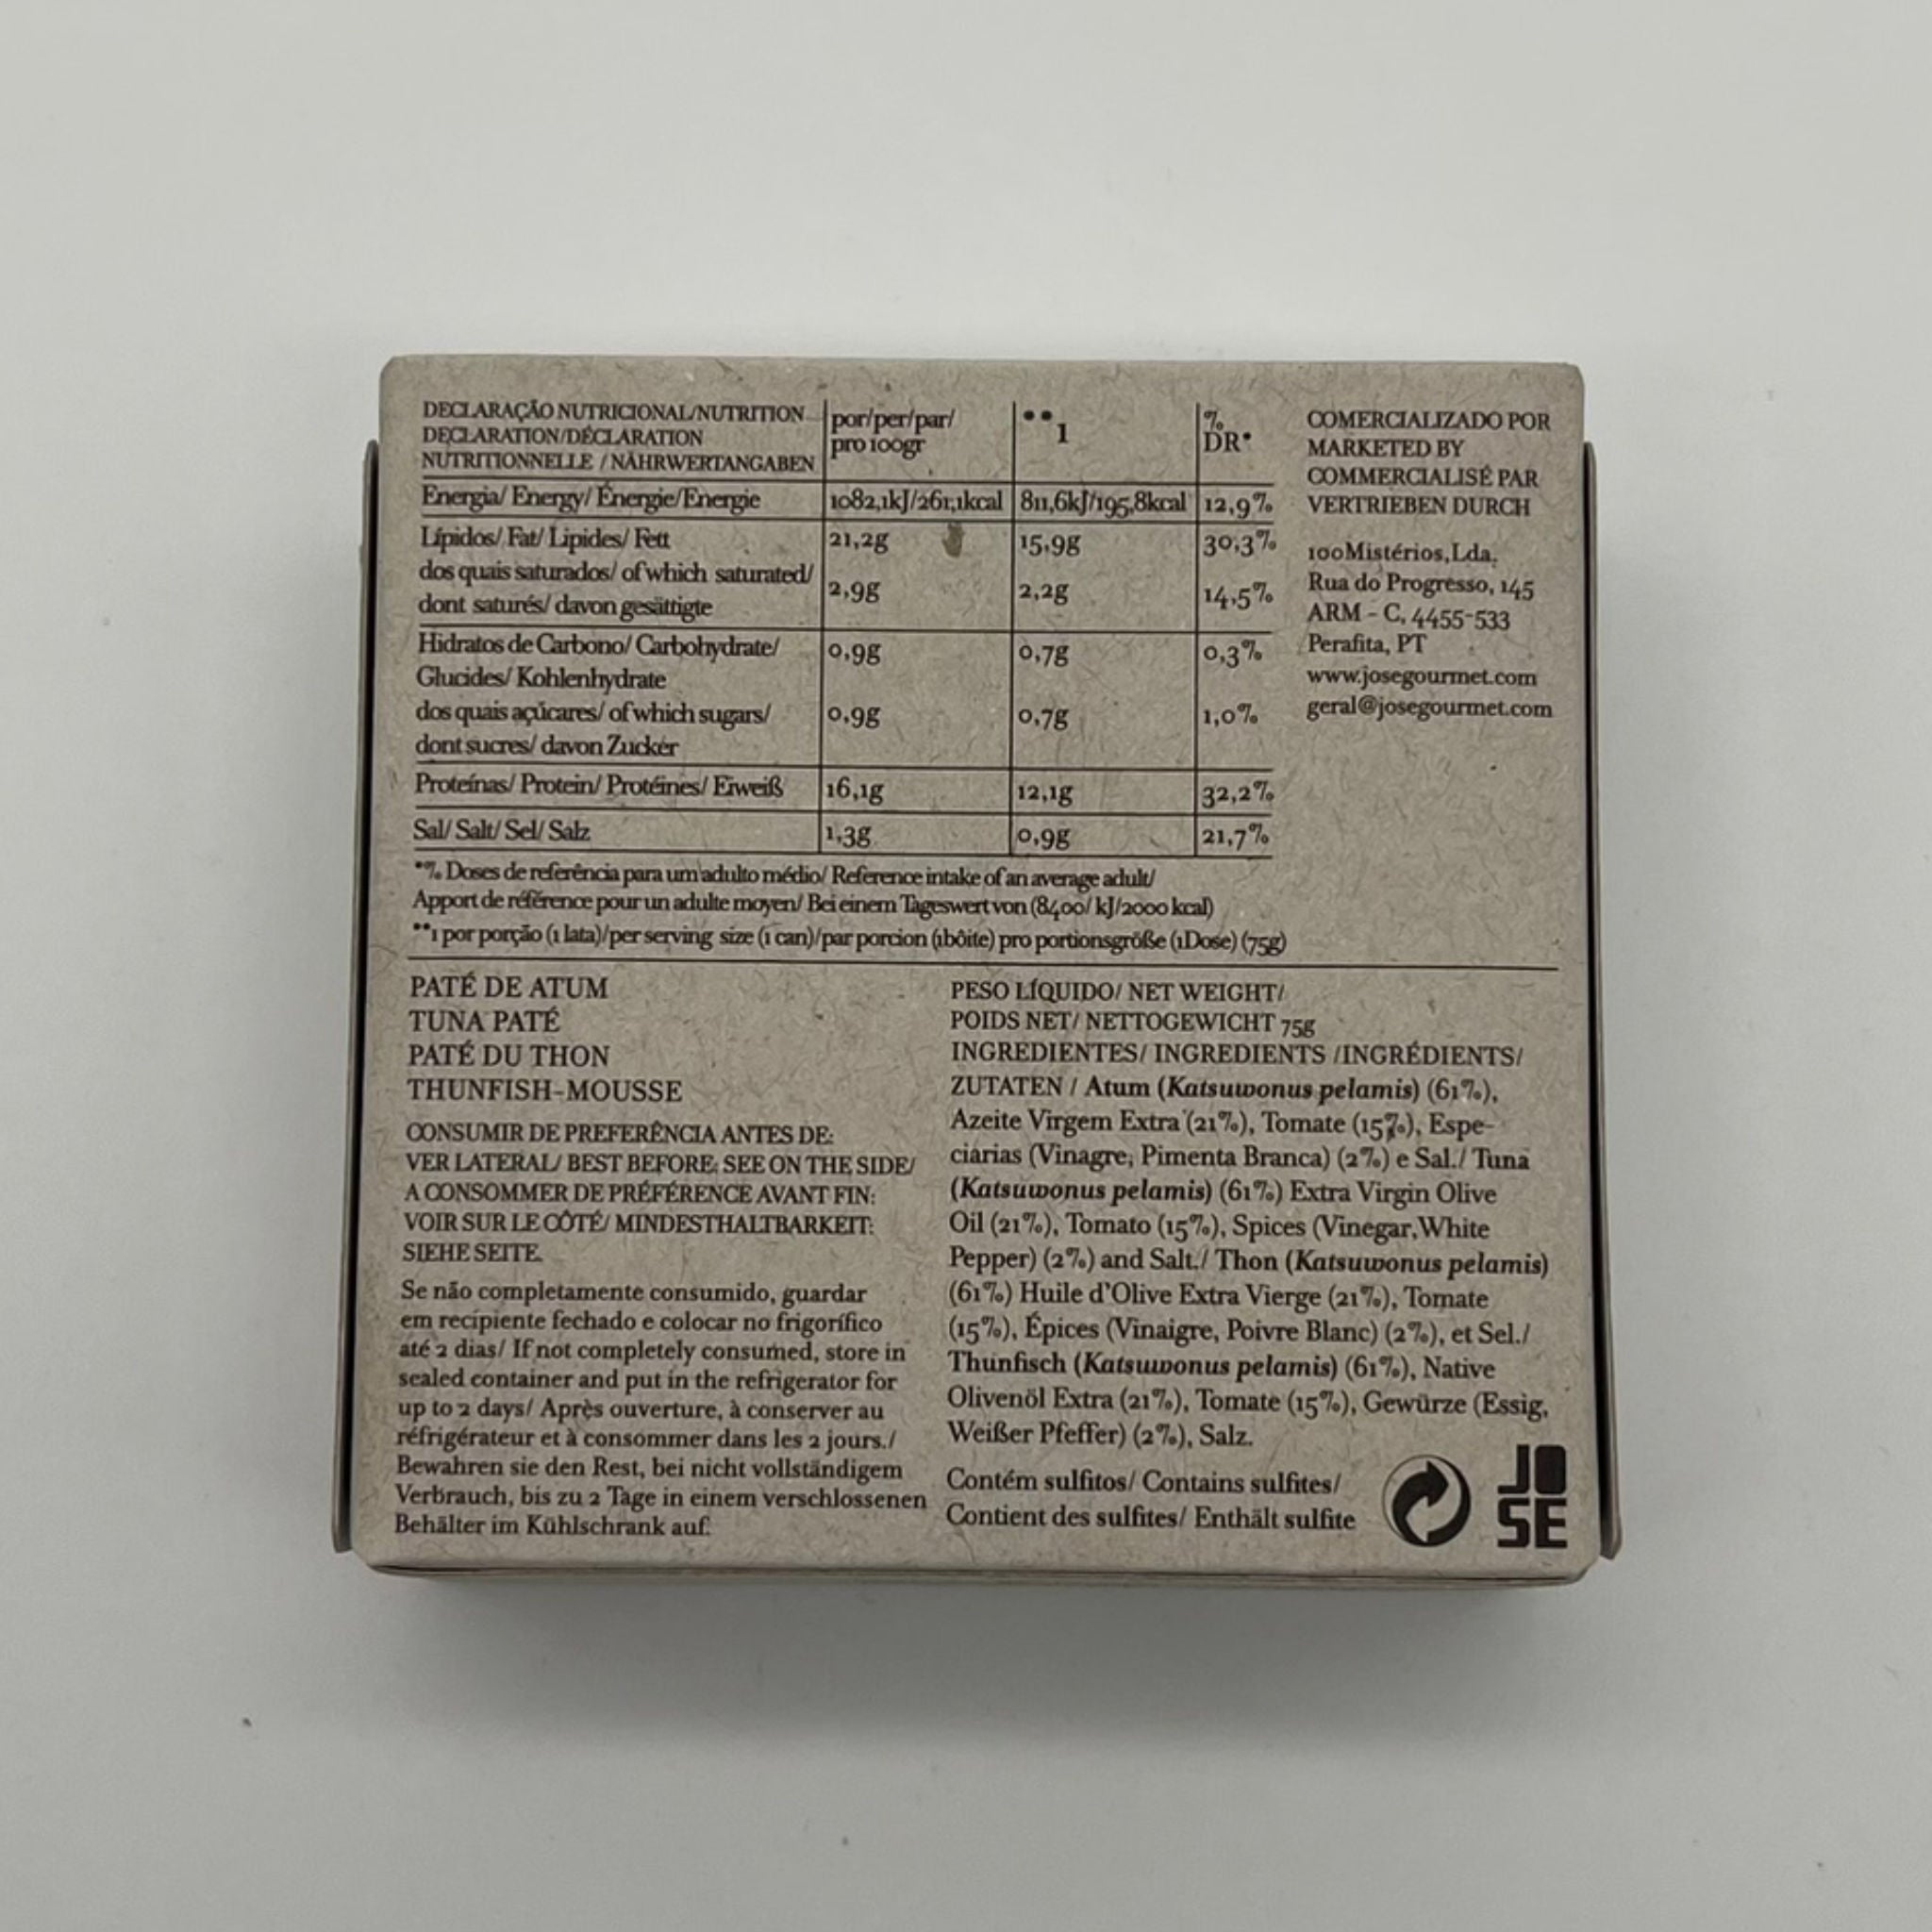 DECLARAÇÃO NUTRICIONAL/NUTRITION
DECLARATION/DÉCLARATION
NUTRITIONNELLE / NÄHRWERTANGABEN
por/per/par/
pro 100gr
**1
%
DR*
Energia/ Energy/ Énergie/Energie 1082,1kJ/261,1kcal 811,6kJ/195,8kcal 12,9%
Lípidos/ Fat/ Lipides/ Fett 21,2g 15,9g 30,3%
dos quais saturados/ of which saturated/
dont saturés/ davon gesättigte 2,9g 2,2g 14,5%
Hidratos de Carbono/ Carbohydrate/ 0,9g 0,7g 0,3%
Glucides/ Kohlenhydrate
dos quais açúcares/ of which sugars/ 0,9g 0,7g 1,0%
dont sucres/ davon Zucker
Proteínas/ Protein/ Protéines/ Eiweiß 16,1g 12,1g 32,2%
Sal/ Salt/ Sel/ Salz 1,3g 0,9g 21,7%
*% Doses de referência para um adulto médio/ Reference intake of an average adult/
Apport de référence pour un adulte moyen/ Bei einem Tageswert von (8400/ kJ/2000 kcal)
**1 por porção (1 lata)/per serving size (1 can)/par porcion (1bôite) pro portionsgröße (1Dose) (75g)
COMERCIALIZADO POR
MARKETED BY
COMMERCIALISÉ PAR
VERTRIEBEN DURCH
100Mistérios,Lda.
Rua do Progresso, 145
ARM - C, 4455-533
Perafita, PT
www.josegourmet.com
geral@josegourmet.com
PATÉ DE ATUM
TUNA PATÉ
PATÉ DU THON
THUNFISH-MOUSSE
CONSUMIR DE PREFERÊNCIA ANTES DE:
VER LATERAL/ BEST BEFORE: SEE ON THE SIDE/
A CONSOMMER DE PRÉFÉRENCE AVANT FIN:
VOIR SUR LE CÔTÉ/ MINDESTHALTBARKEIT:
SIEHE SEITE.
Se não completamente consumido, guardar
em recipiente fechado e colocar no frigorífico
até 2 dias/ If not completely consumed, store in
sealed container and put in the refrigerator for
up to 2 days/ Après ouverture, à conserver au
réfrigérateur et à consommer dans les 2 jours./
Bewahren sie den Rest, bei nicht vollständigem
Verbrauch, bis zu 2 Tage in einem verschlossenen
Behälter im Kühlschrank auf.
PESO LÍQUIDO/ NET WEIGHT/
POIDS NET/ NETTOGEWICHT 75g
INGREDIENTES/ INGREDIENTS /INGRÉDIENTS/
ZUTATEN / Atum (Katsuwonus pelamis) (61%),
Azeite Virgem Extra (21%), Tomate (15%), Espe-
ciarias (Vinagre, Pimenta Branca) (2%) e Sal./ Tuna
(Katsuwonus pelamis) (61%) Extra Virgin Olive
Oil (21%), Tomato (15%), Spices (Vinegar,White
Pepper) (2%) and Salt./ Thon (Katsuwonus pelamis)
(61%) Huile d'Olive Extra Vierge (21%), Tomate
(15%), Épices (Vinaigre, Poivre Blanc) (2%), et Sel./
Thunfisch (Katsuwonus pelamis) (61%), Native
Olivenöl Extra (21%), Tomate (15%), Gewürze (Essig,
Weißer Pfeffer) (2%), Salz.
Contém sulfitos/ Contains sulfites/
Contient des sulfites/ Enthält sulfite
JO
SE